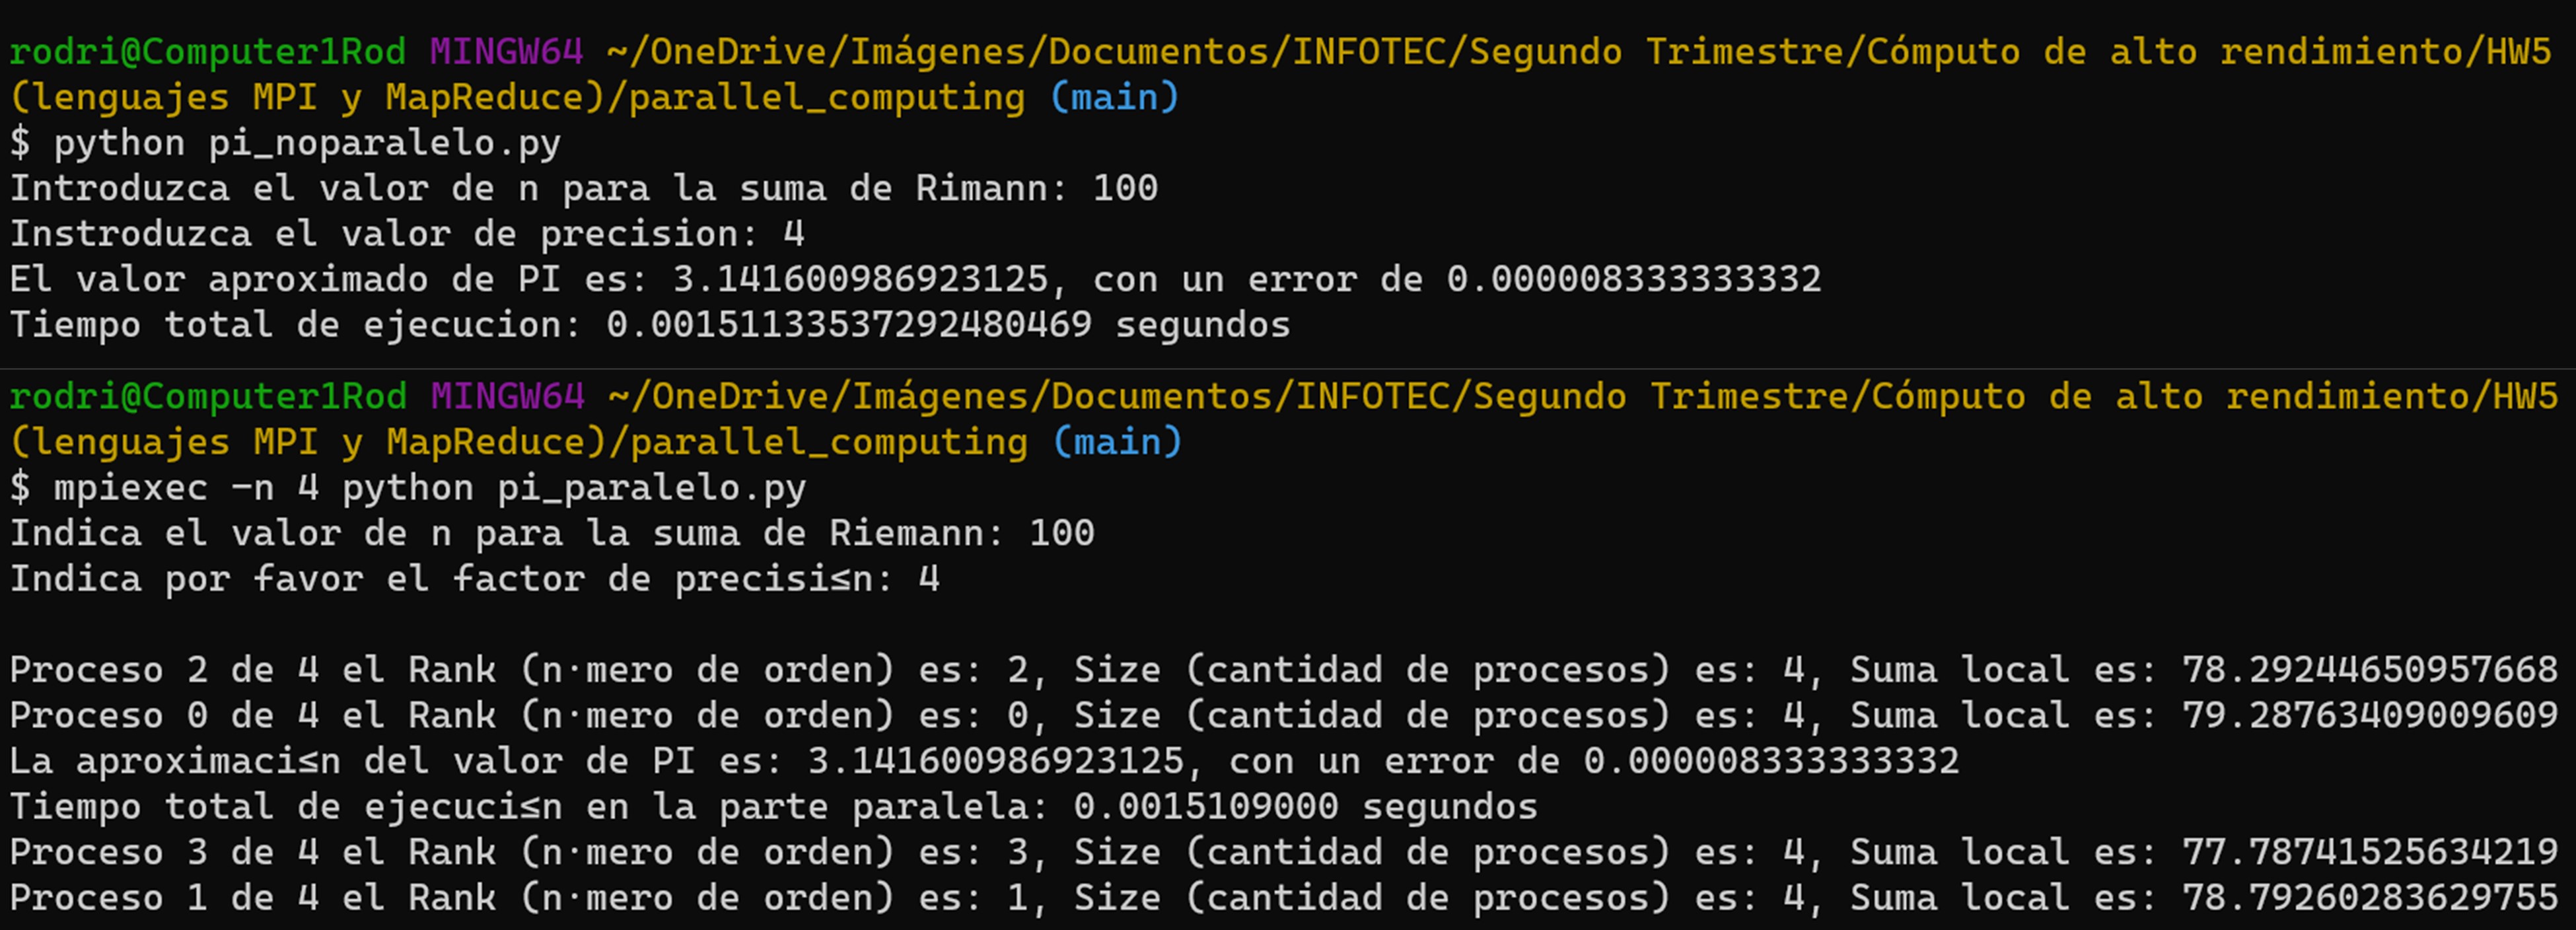 rodri@Computer1Rod MINGW64 ~/OneDrive/Imágenes/Documentos/INFOTEC/Segundo Trimestre/Cómputo de alto rendimiento/HW5
(lenguajes MPI y MapReduce)/parallel_computing (main)
$ python pi_noparalelo.py
Introduzca el valor de n para la suma de Rimann: 100
Instroduzca el valor de precision: 4
El valor aproximado de PI es: 3.141600986923125, con un error de 0.000008333333332
Tiempo total de ejecucion: 0.00151133537292480469 segundos
rodri@Computer1Rod MINGW64 ~/OneDrive/Imágenes/Documentos/INFOTEC/Segundo Trimestre/Cómputo de alto rendimiento/HW5
(lenguajes MPI y MapReduce)/parallel_computing (main)
$ mpiexec -n 4 python pi_paralelo.py
Indica el valor de n para la suma de Riemann: 100
Indica por favor el factor de precisi≤n: 4
Proceso 2 de 4 el Rank (n·mero de orden) es: 2, Size (cantidad de procesos) es: 4, Suma local es: 78.29244650957668
Proceso 0 de 4 el Rank (n·mero de orden) es: 0, Size (cantidad de procesos) es: 4, Suma local es: 79.28763409009609
La aproximaci≤n del valor de PI es: 3.141600986923125, con un error de 0.000008333333332
Tiempo total de ejecuci≤n en la parte paralela: 0.0015109000 segundos
Proceso 3 de 4 el Rank (n·mero de orden) es: 3, Size (cantidad de procesos) es: 4, Suma local es: 77.78741525634219
Proceso 1 de 4 el Rank (n·mero de orden) es: 1, Size (cantidad de procesos) es: 4, Suma local es: 78.79260283629755